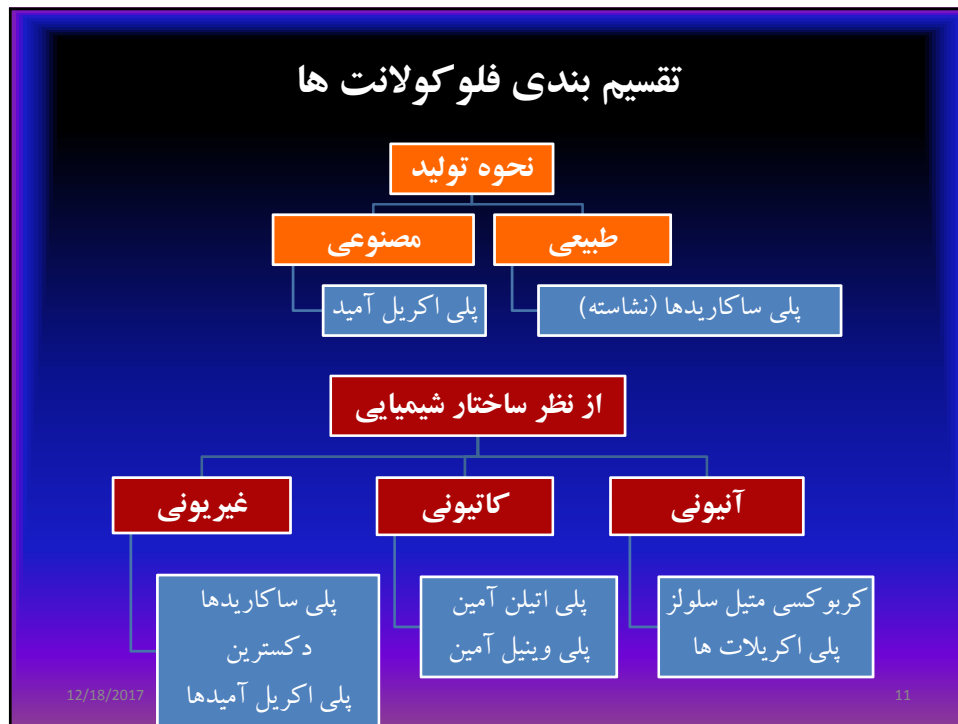 تقسیم بندی فلوکولانت ها
نحوه تولید
طبیعی
مصنوعی
پلی ساکاریدها (نشاسته)
پلی اکریل آمید
از نظر ساختار شیمیایی
آنیونی
کاتیونی
غیریونی
کربوکسی متیل سلولز
پلی اکریلات ها
پلی اتیلن آمین
پلی وینیل آمین
پلی ساکاریدها
دکسترین
پلی اکریل آمیدها
12/18/2017
11